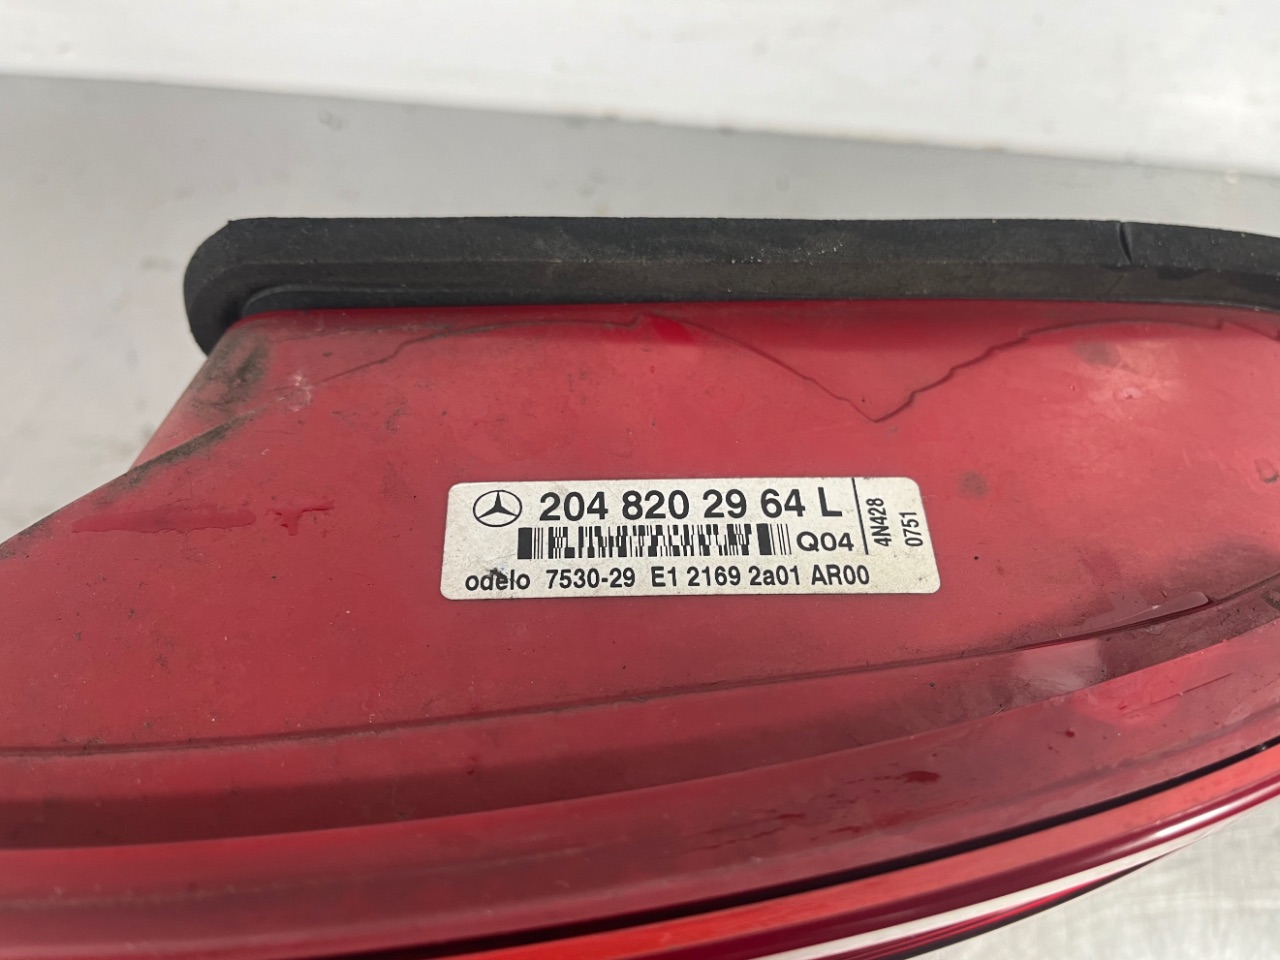 204 820 29 64 L
Q04
odelo 7530-29 E1 2169 2a01 AR00
4N428
0751